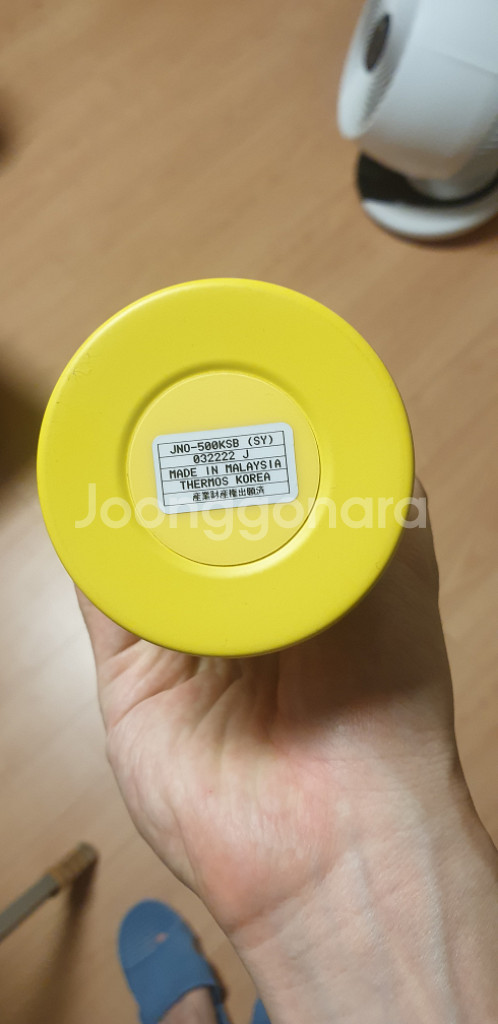 JNO-500KSB (SY)
032222 J
MADE IN MALAYSIA
THERMOS KOREA
産業財産権出願済
Joonggonara